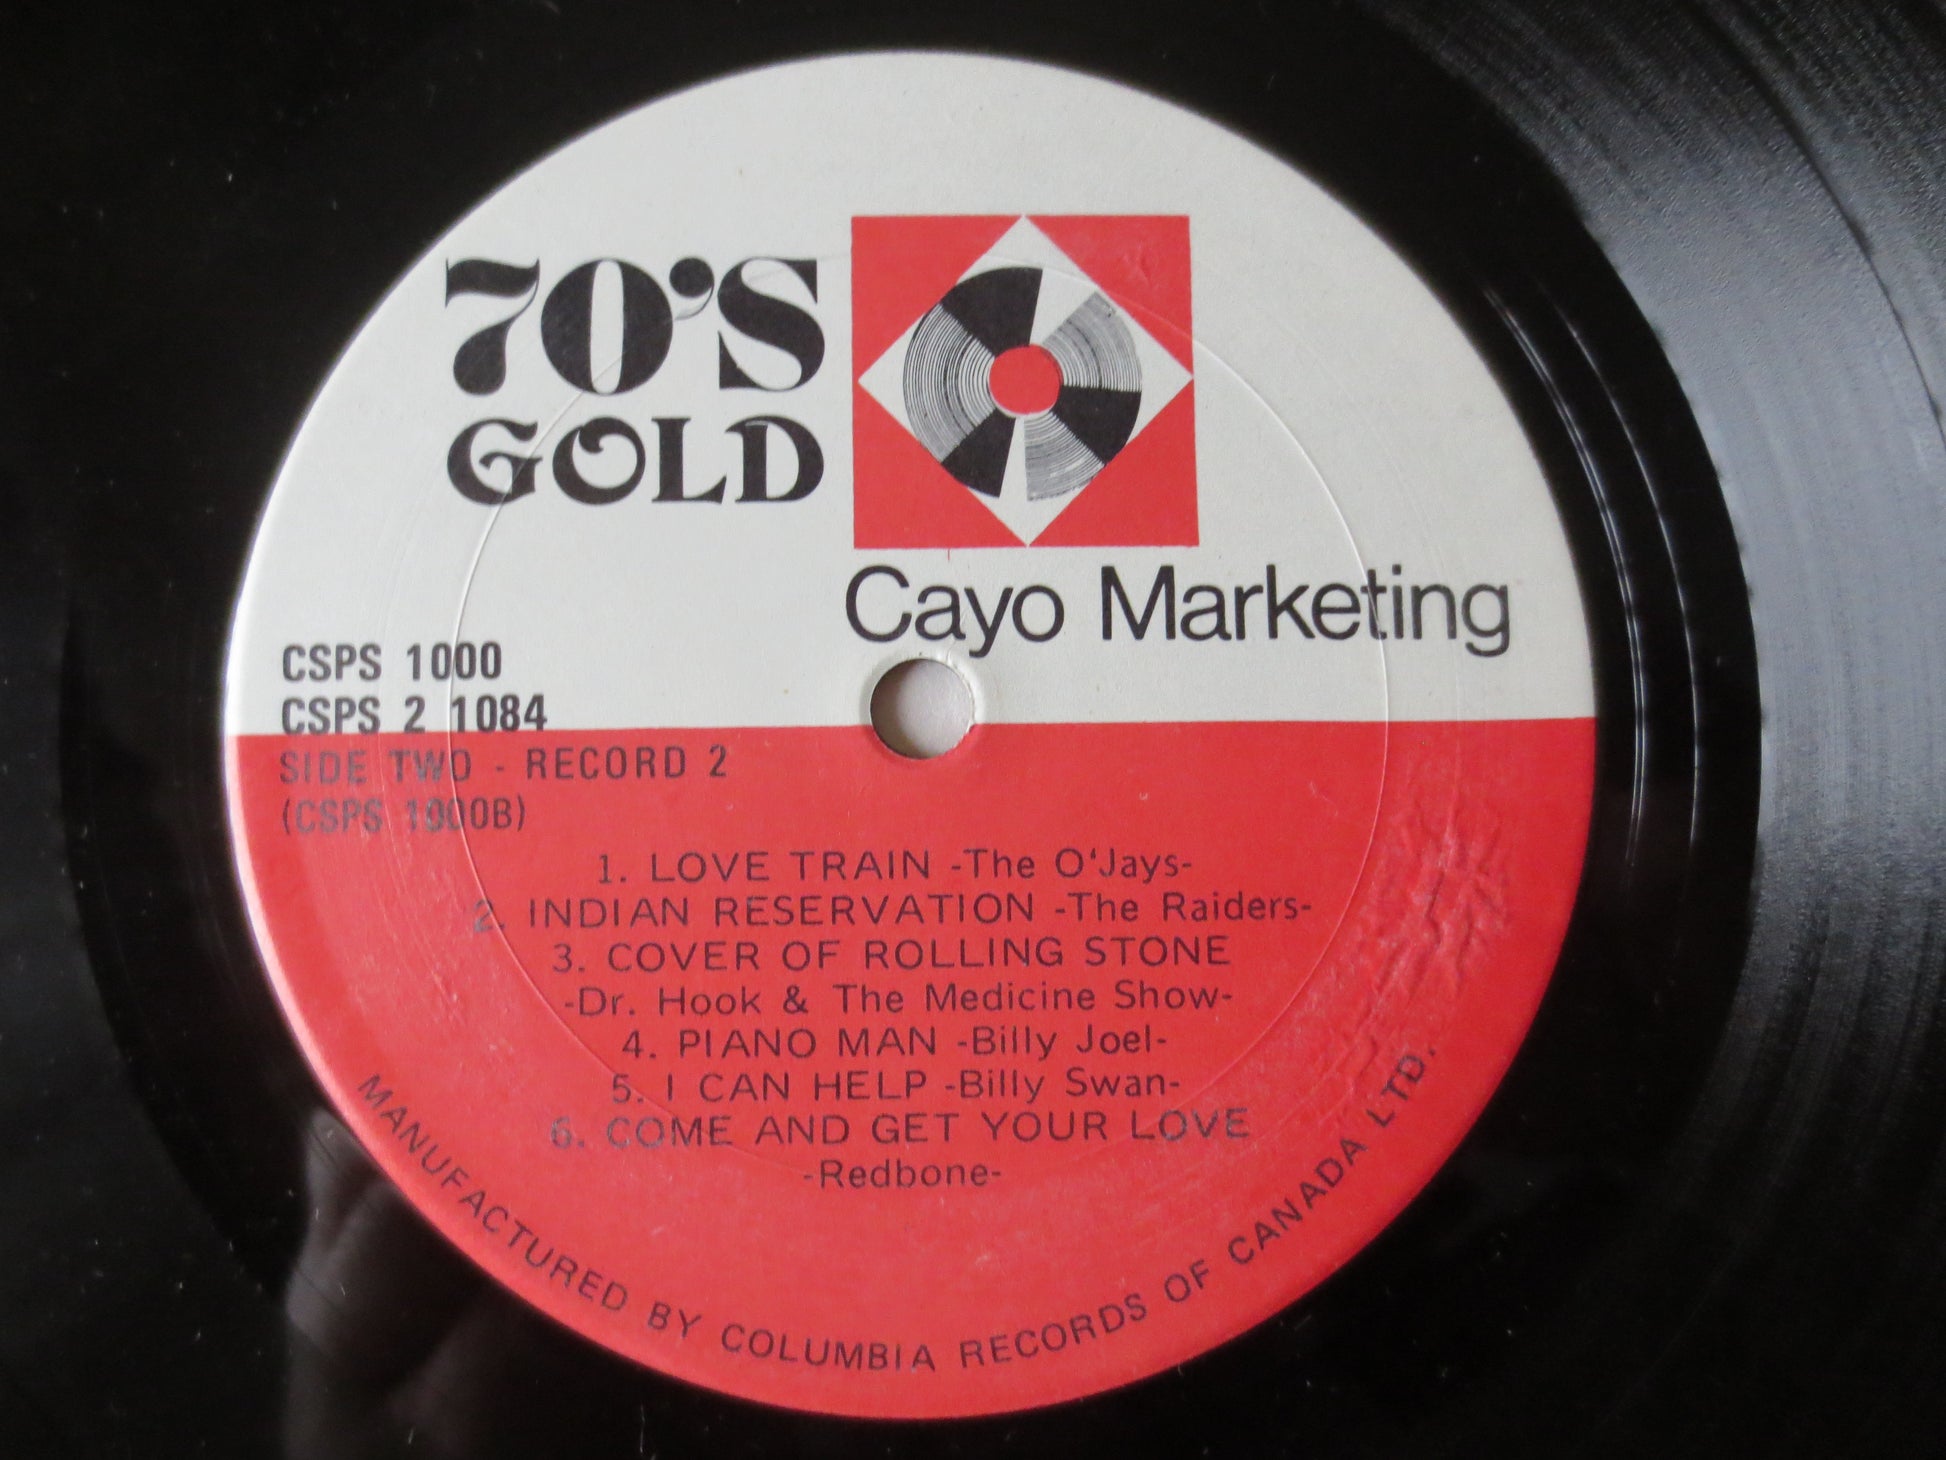 70'S
GOLD
Cayo Marketing
CSPS 1000
CSPS 2 1084
SIDE TWO - RECORD 2
(CSPS 1000B)
1. LOVE TRAIN -The O'Jays-
2. INDIAN RESERVATION -The Raiders-
3. COVER OF ROLLING STONE
-Dr. Hook & The Medicine Show-
4. PIANO MAN -Billy Joel-
5. I CAN HELP -Billy Swan-
6. COME AND GET YOUR LOVE
-Redbone-
MANUFACTURED BY COLUMBIA RECORDS OF CANADA LTD.